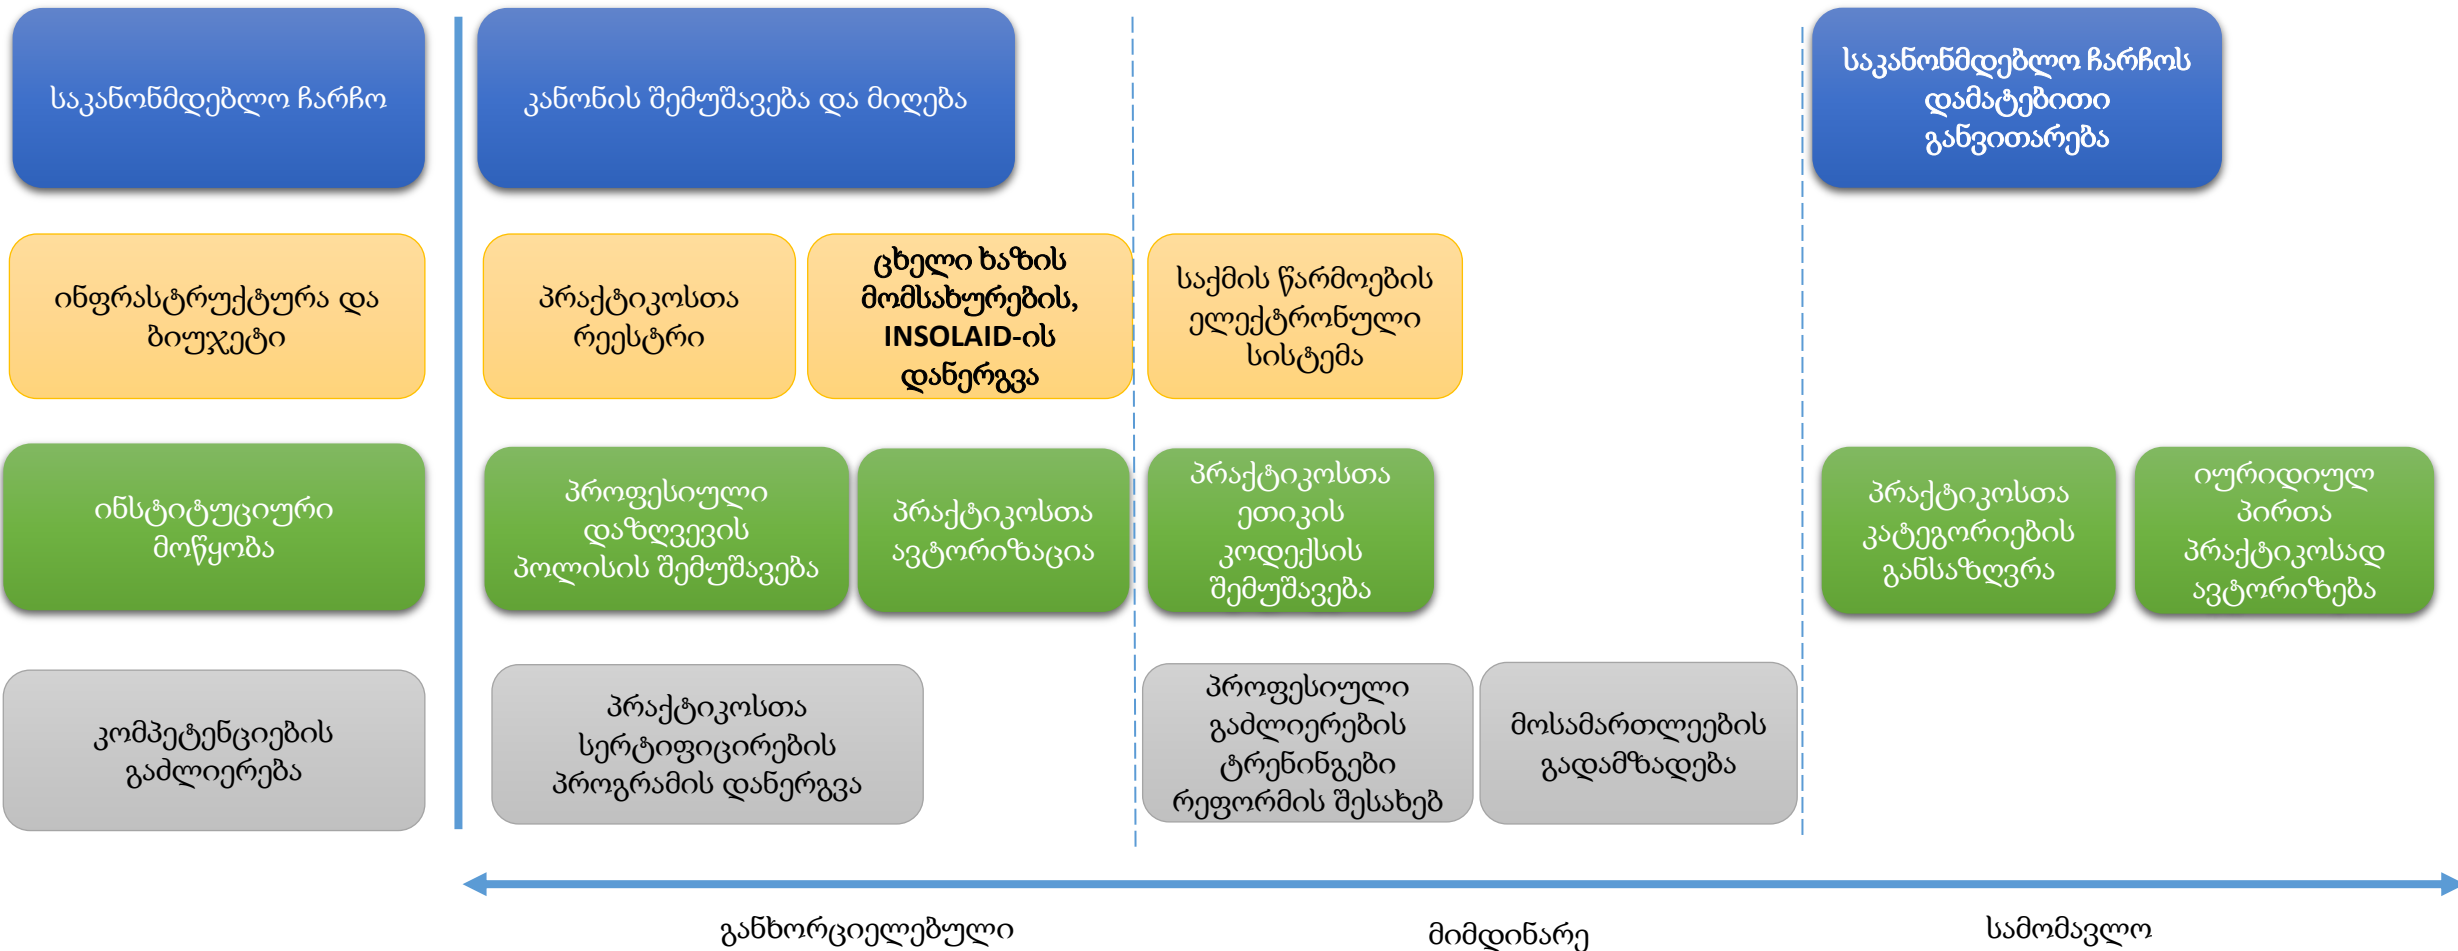 საკანონმდებლო ჩარჩო
კანონის შემუშავება და მიღება
საკანონმდებლო ჩარჩოს
დამატებითი
განვითარება
ინფრასტრუქტურა და
ბიუჯეტი
პრაქტიკოსთა
რეესტრი
ცხელი ხაზის
მომსახურების,
INSOLAID-ის
დანერგვა
საქმის წარმოების
ელექტრონული
სისტემა
ინსტიტუციური
მოწყობა
პროფესიული
დაზღვევის
პოლისის შემუშავება
პრაქტიკოსთა
ავტორიზაცია
პრაქტიკოსთა
ეთიკის
კოდექსის
შემუშავება
პრაქტიკოსთა
კატეგორიების
განსაზღვრა
იურიდიულ
პირთა
პრაქტიკოსად
ავტორიზება
კომპეტენციების
გაძლიერება
პრაქტიკოსთა
სერტიფიცირების
პროგრამის დანერგვა
პროფესიული
გაძლიერების
ტრენინგები
რეფორმის შესახებ
მოსამართლეების
გადამზადება
განხორციელებული
მიმდინარე
სამომავლო